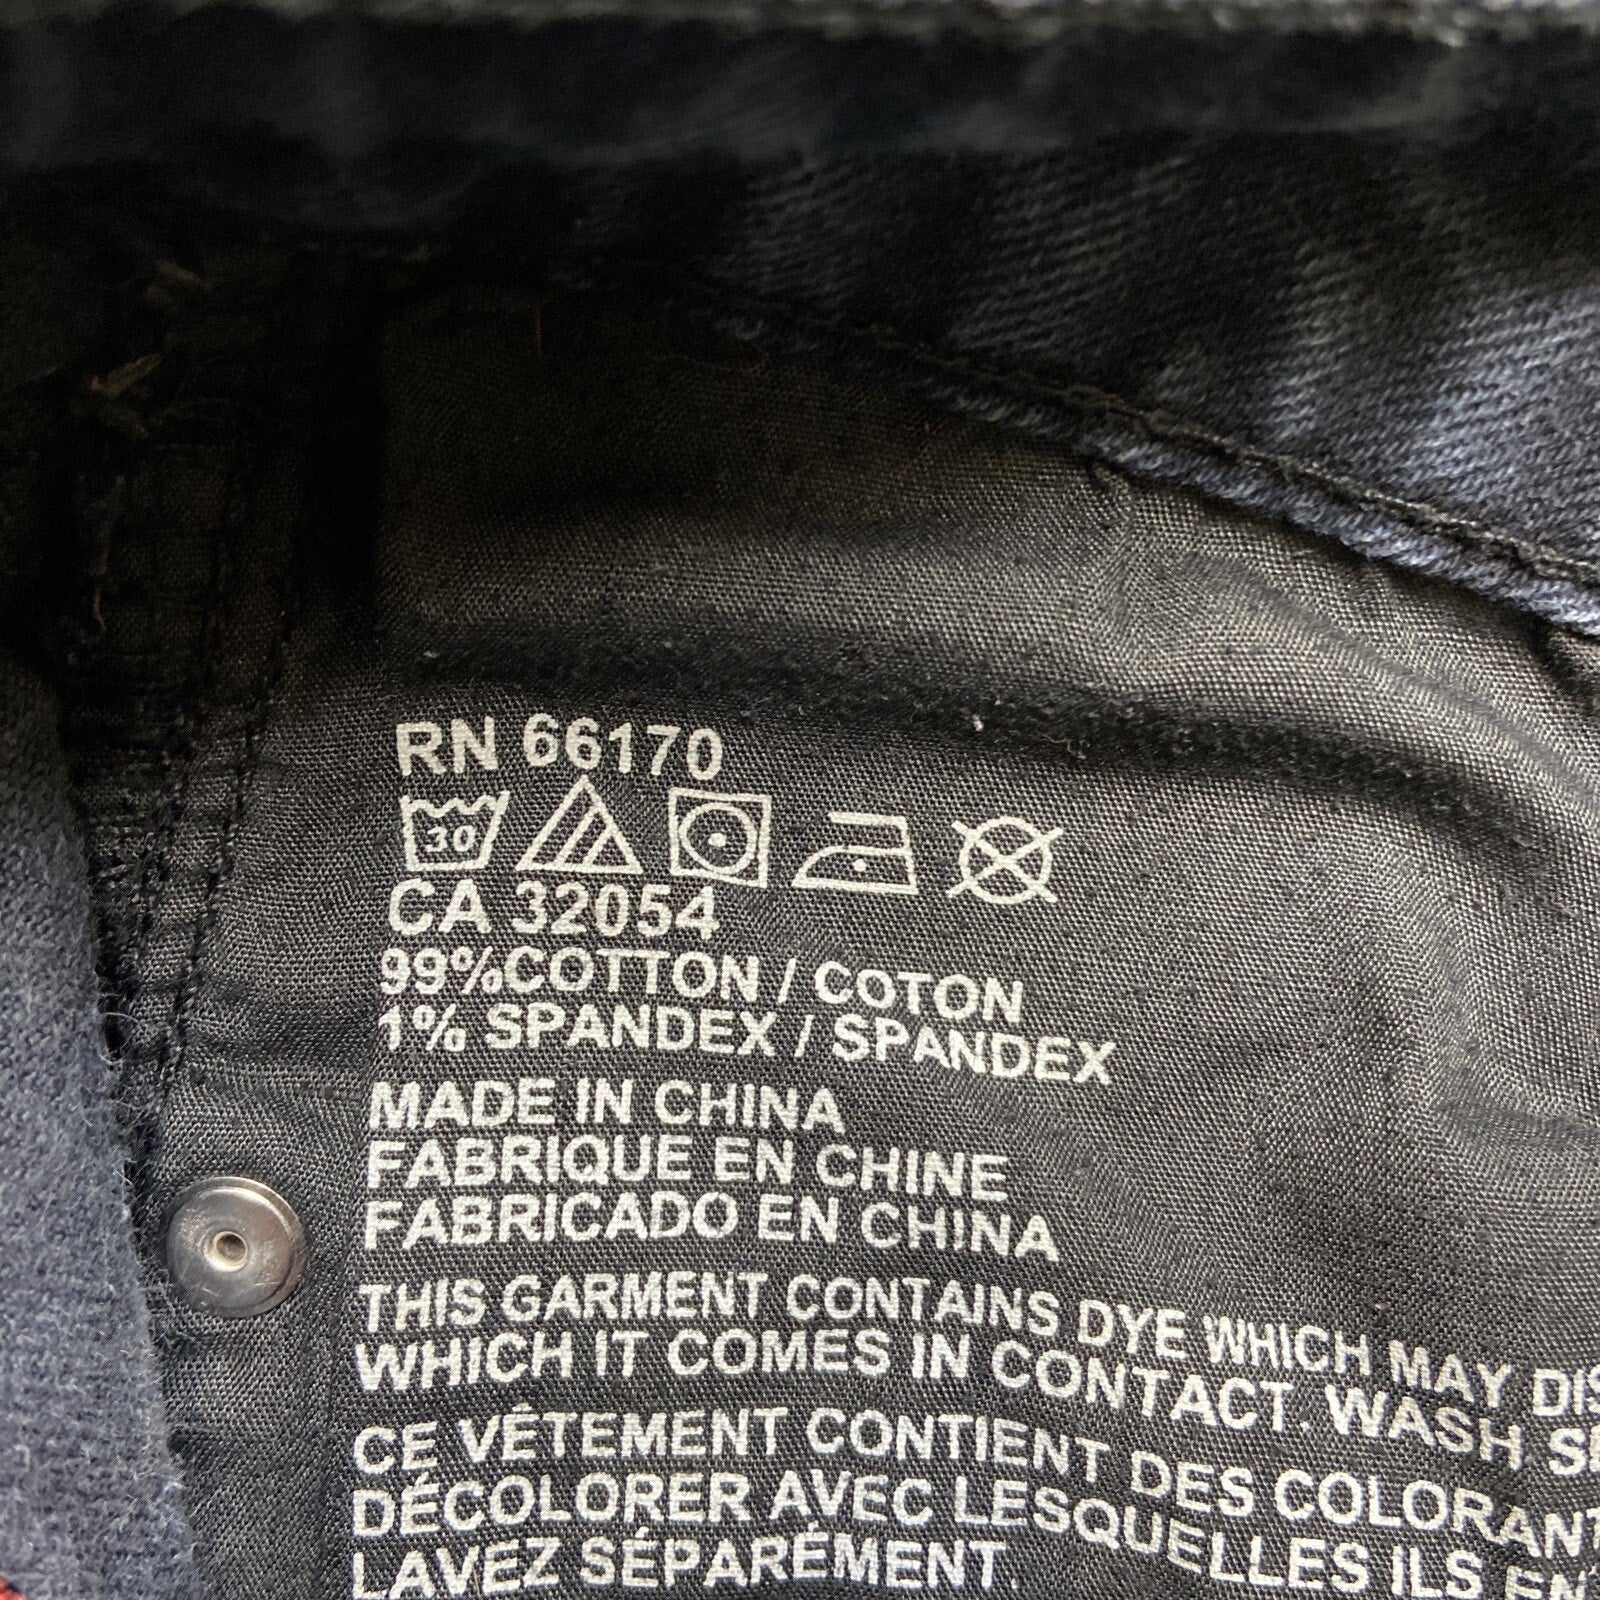 RN 66170
30
CA 32054
99%COTTON / COTON
1% SPANDEX / SPANDEX
MADE IN CHINA
FABRIQUE EN CHINE
FABRICADO EN CHINA
THIS GARMENT CONTAINS DYE WHICH MAY
WHICH IT COMES IN CONTACT. WASH
CE VÊTEMENT CONTIENT DES
DÉCOLORER AVEC LESQUELLES ILS
LAVEZ SÉPARÉMENT.